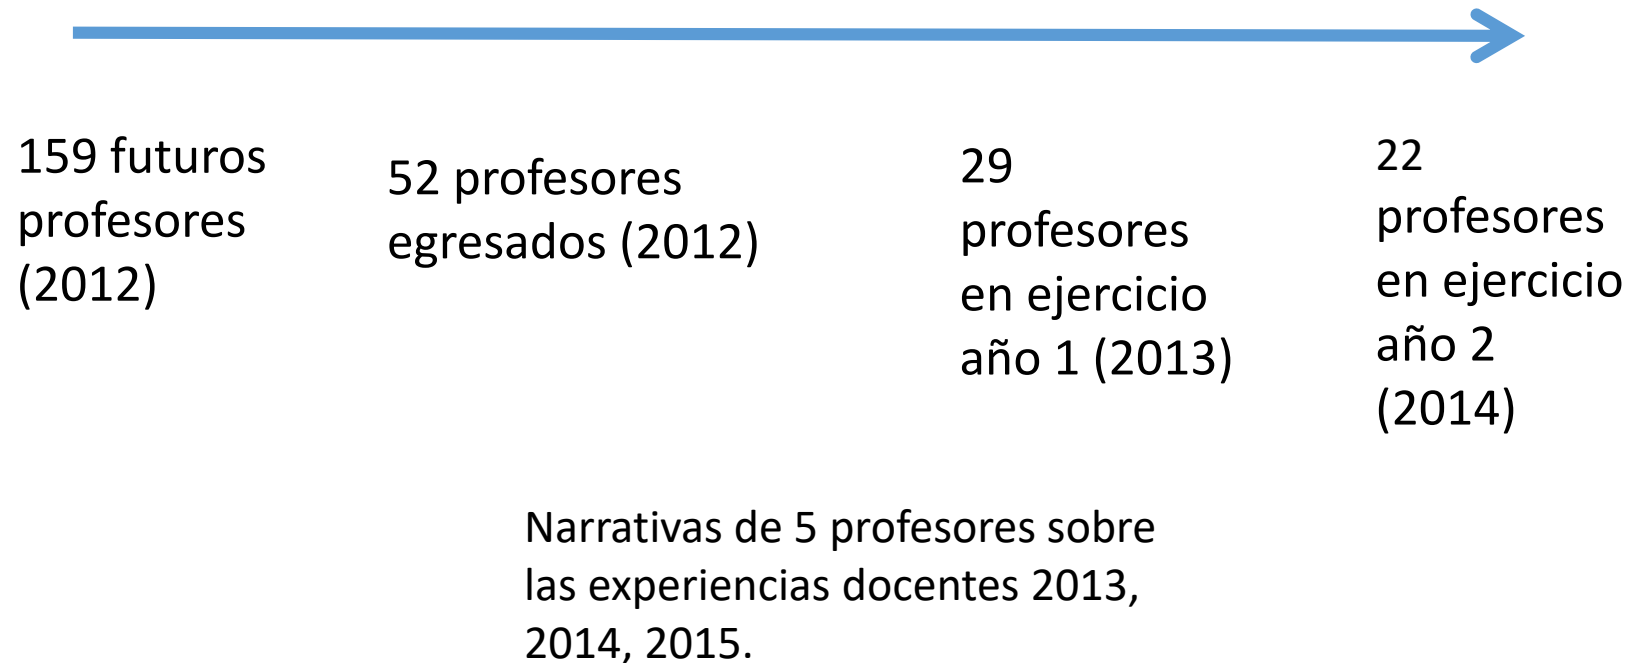 159 futuros
profesores
(2012)
52 profesores
egresados (2012)
29
profesores
en ejercicio
año 1 (2013)
22
profesores
en ejercicio
año 2
(2014)
Narrativas de 5 profesores sobre
las experiencias docentes 2013,
2014, 2015.